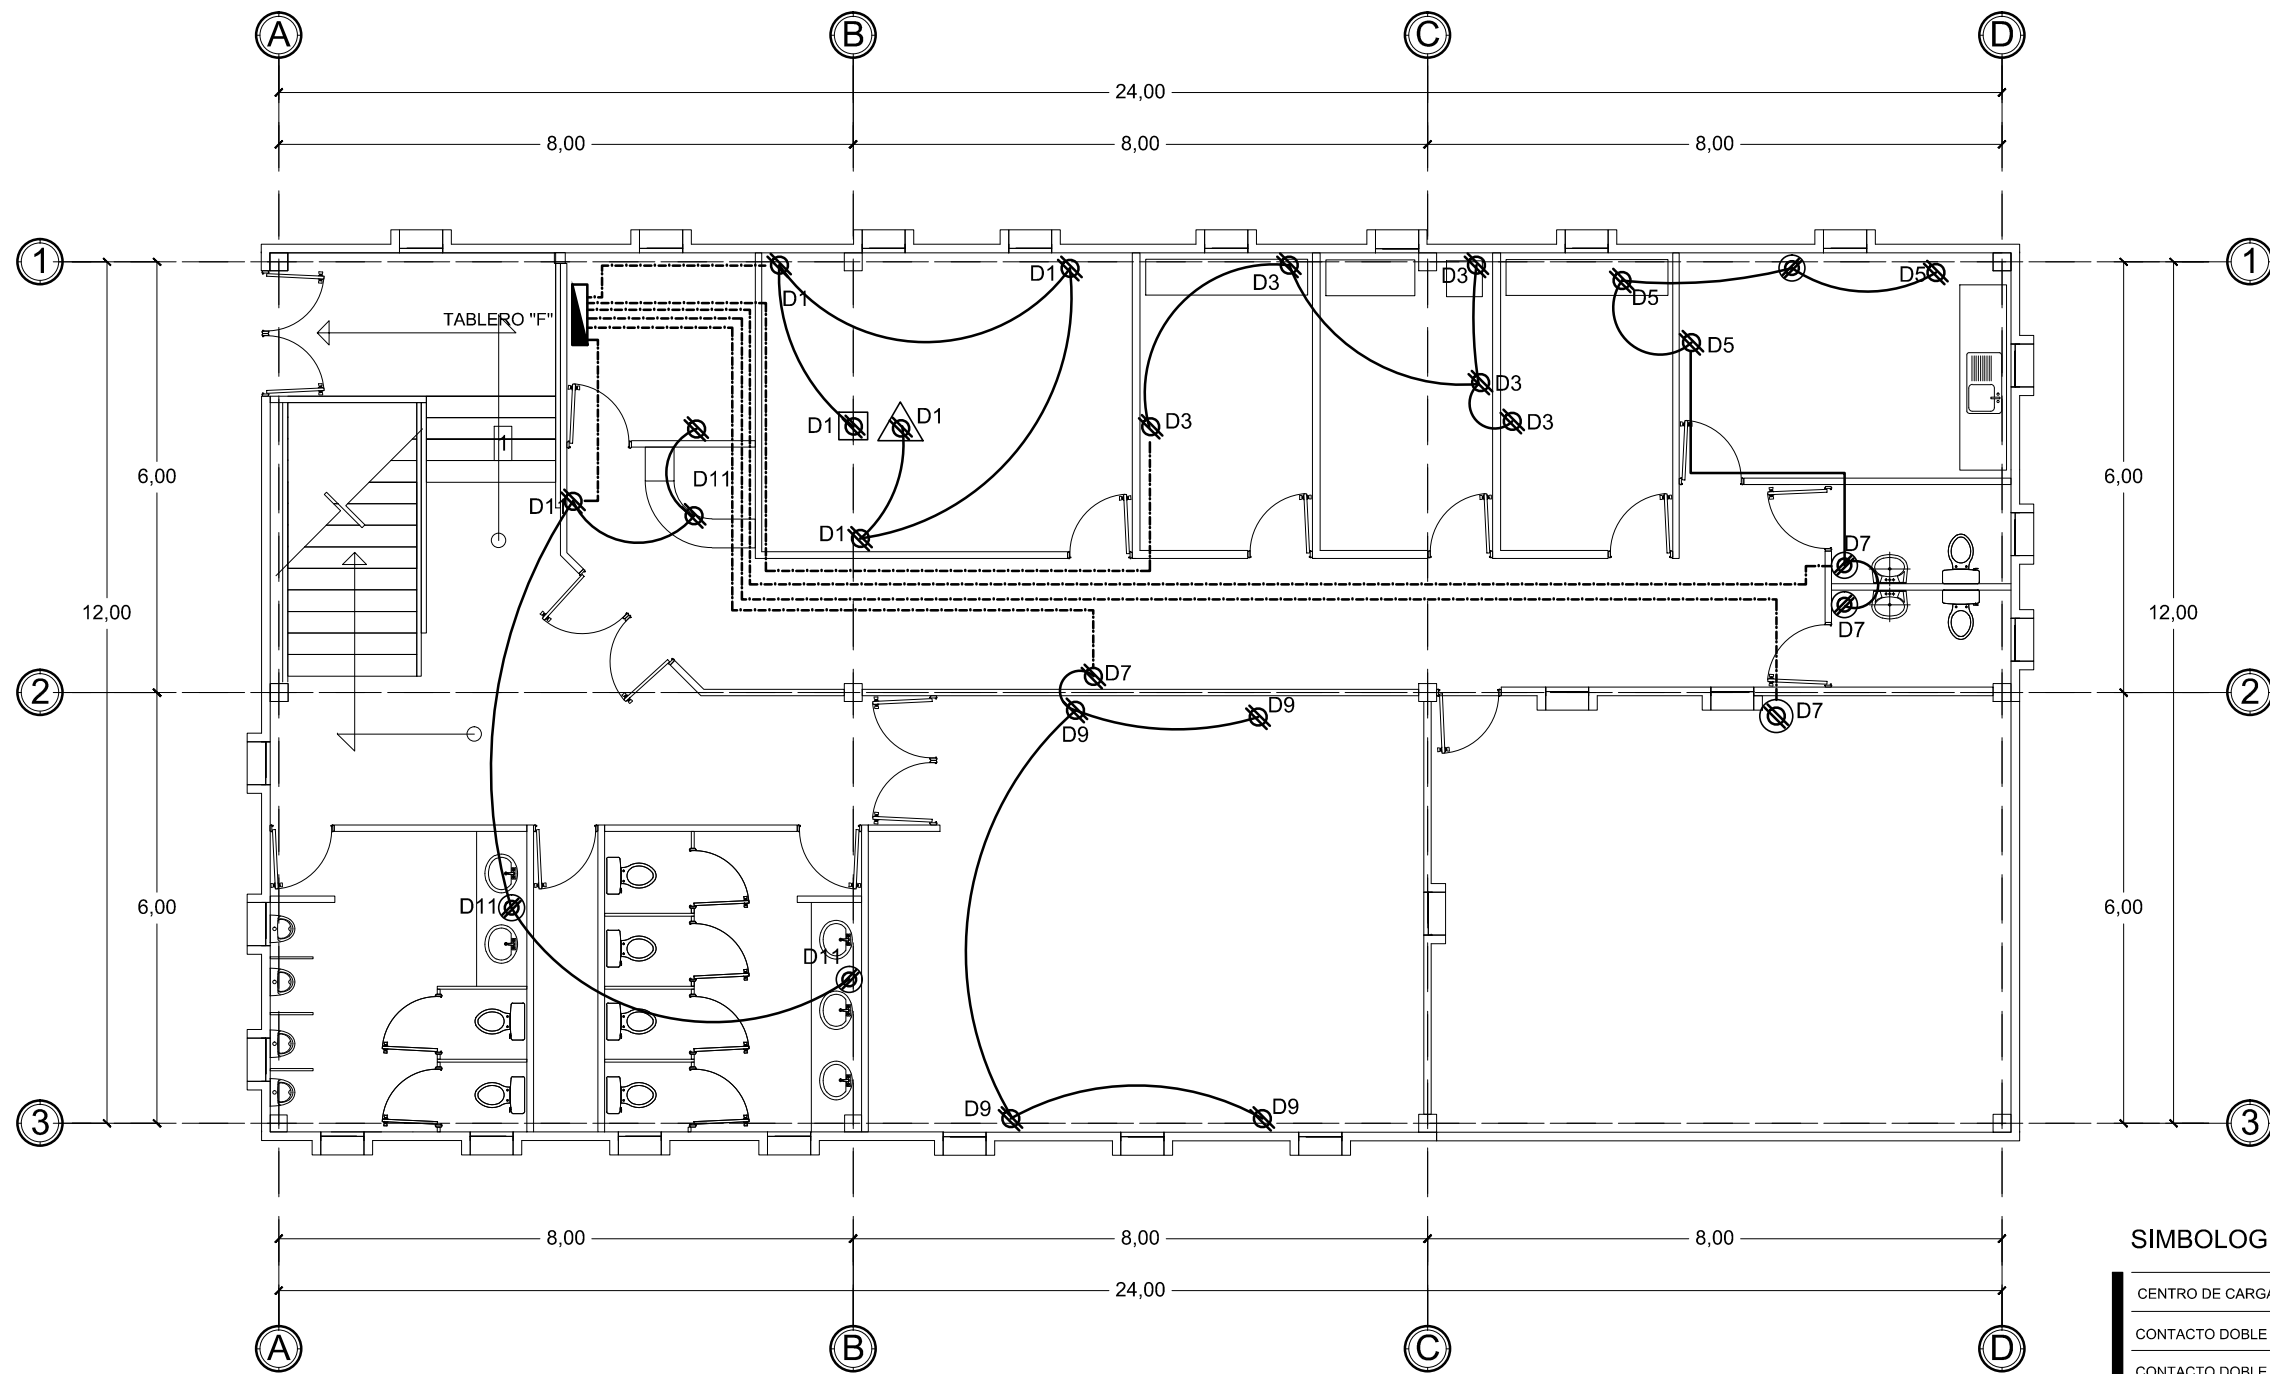 A B C D
24,00
8,00 8,00 8,00
1 1
D1 D1 D3 D3 D5 D5
TABLERO "F"
D5
D3
D1 D1 D3 D3
1
6,00 6,00
D11 D11
D1
D7
12,00 12,00
D7
D7
2 2
D9 D7
D9
6,00 D11 6,00
D11
D9 D9
3 3
8,00 8,00 8,00
SIMBOLOG
24,00
CENTRO DE CARGA
CONTACTO DOBLE
A B C D
CONTACTO DOBLE